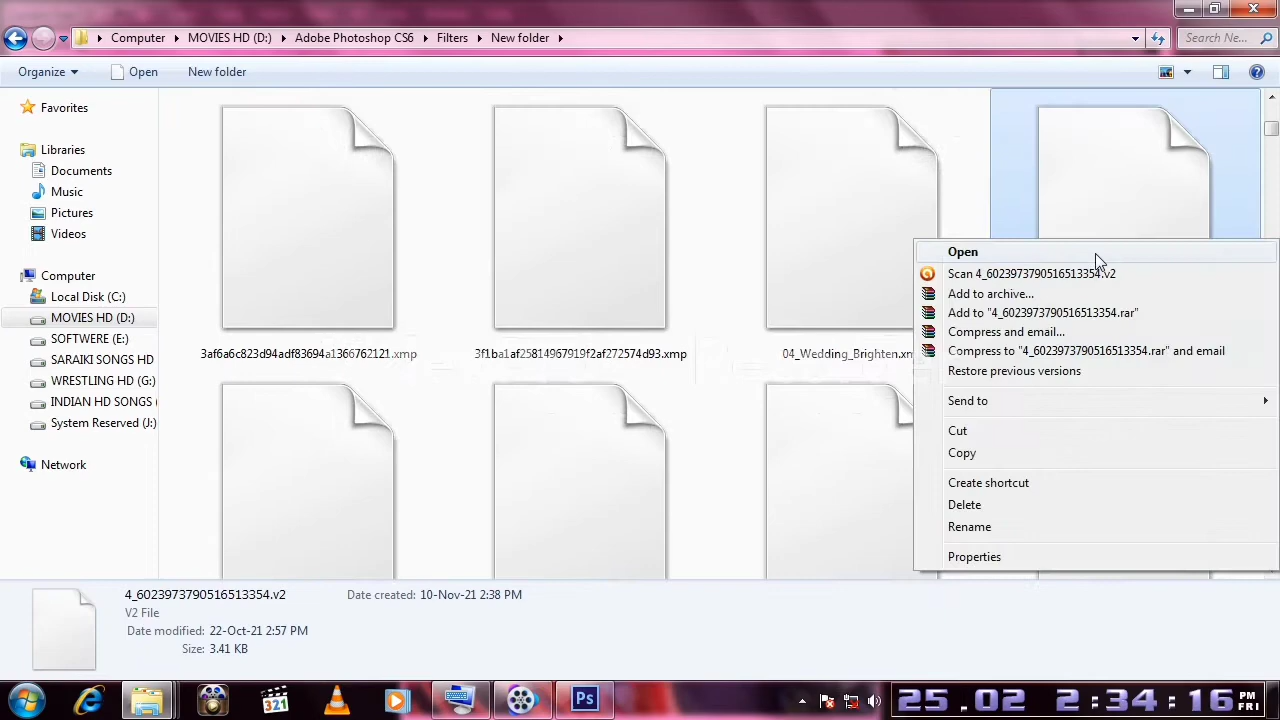 Computer ▸ MOVIES HD (D:) ▸ Adobe Photoshop CS6 ▸ Filters ▸ New folder ▸
Search Ne...
Organize
Open
New folder
Favorites
Libraries
Documents
Music
Pictures
Videos
Computer
Local Disk (C:)
MOVIES HD (D:)
SOFTWERE (E:)
SARAIKI SONGS HD
WRESTLING HD (G:)
INDIAN HD SONGS (
System Reserved (J:)
Network
3af6a6c823d94adf83694a1366762121.xmp
3f1ba1af25814967919f2af272574d93.xmp
04_Wedding_Brighten.xm
Open
Scan 4_6023973790516513354.v2
Add to archive...
Add to "4_6023973790516513354.rar"
Compress and email...
Compress to "4_6023973790516513354.rar" and email
Restore previous versions
Send to
Cut
Copy
Create shortcut
Delete
Rename
Properties
4_6023973790516513354.v2
Date created: 10-Nov-21 2:38 PM
V2 File
Date modified: 22-Oct-21 2:57 PM
Size: 3.41 KB
321
Ps
25.02 2:34:16 PM FRI